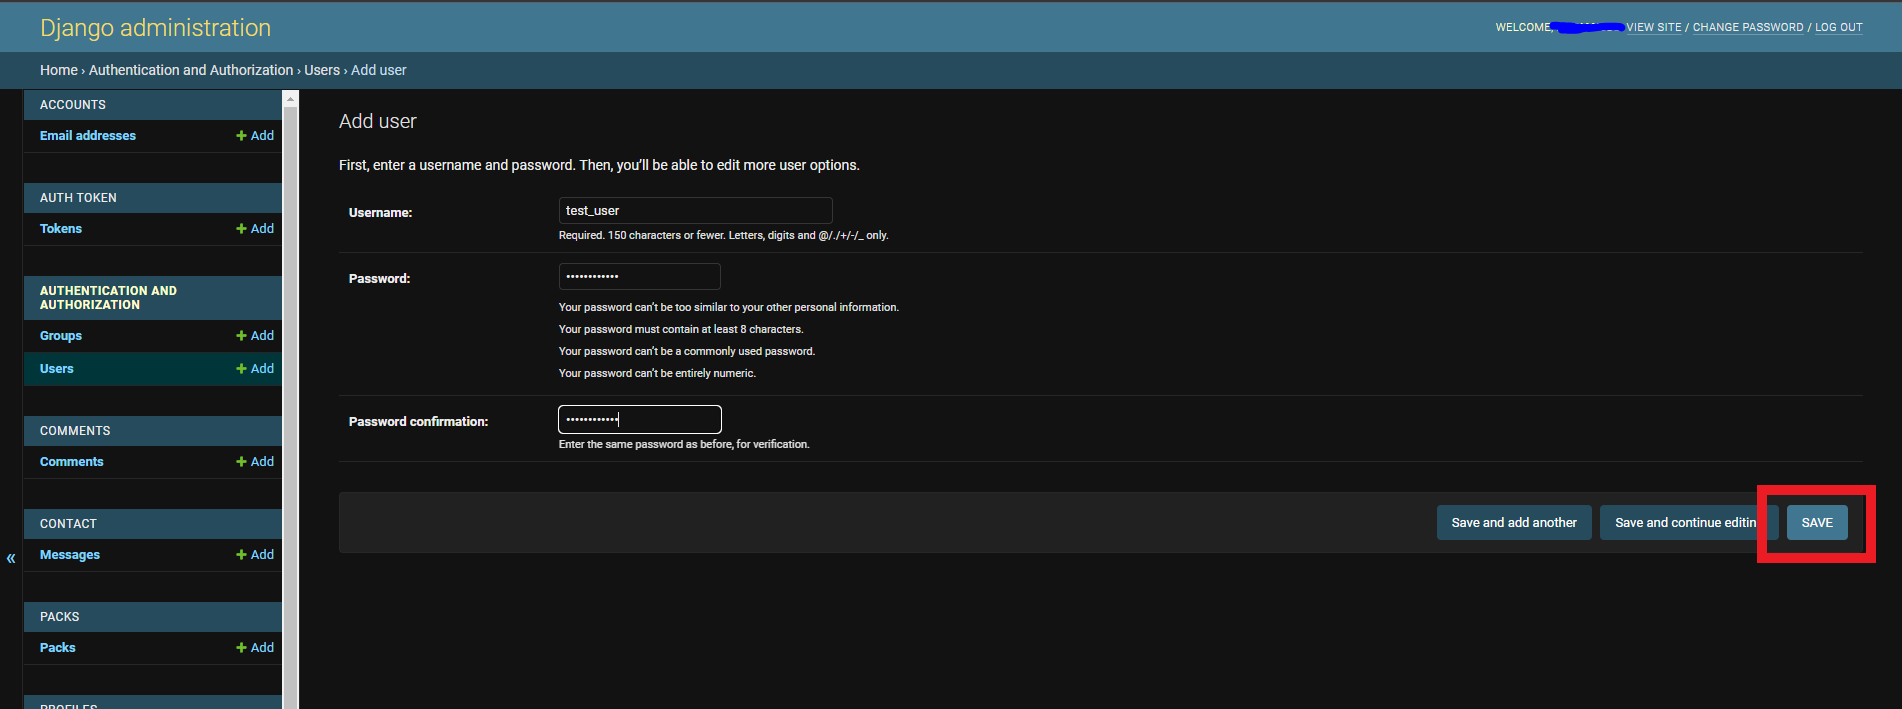 Django administration
WELCOME, VIEW SITE / CHANGE PASSWORD / LOG OUT
Home › Authentication and Authorization › Users › Add user
ACCOUNTS
Email addresses + Add
AUTH TOKEN
Tokens + Add
AUTHENTICATION AND
AUTHORIZATION
Groups + Add
Users + Add
COMMENTS
Comments + Add
CONTACT
Messages + Add
PACKS
Packs + Add
PROFILES
«
Add user
First, enter a username and password. Then, you’ll be able to edit more user options.
Username: test_user
Required. 150 characters or fewer. Letters, digits and @/./+/-/_ only.
Password: ••••••••••••
Your password can’t be too similar to your other personal information.
Your password must contain at least 8 characters.
Your password can’t be a commonly used password.
Your password can’t be entirely numeric.
Password confirmation: ••••••••••••
Enter the same password as before, for verification.
Save and add another Save and continue editin SAVE